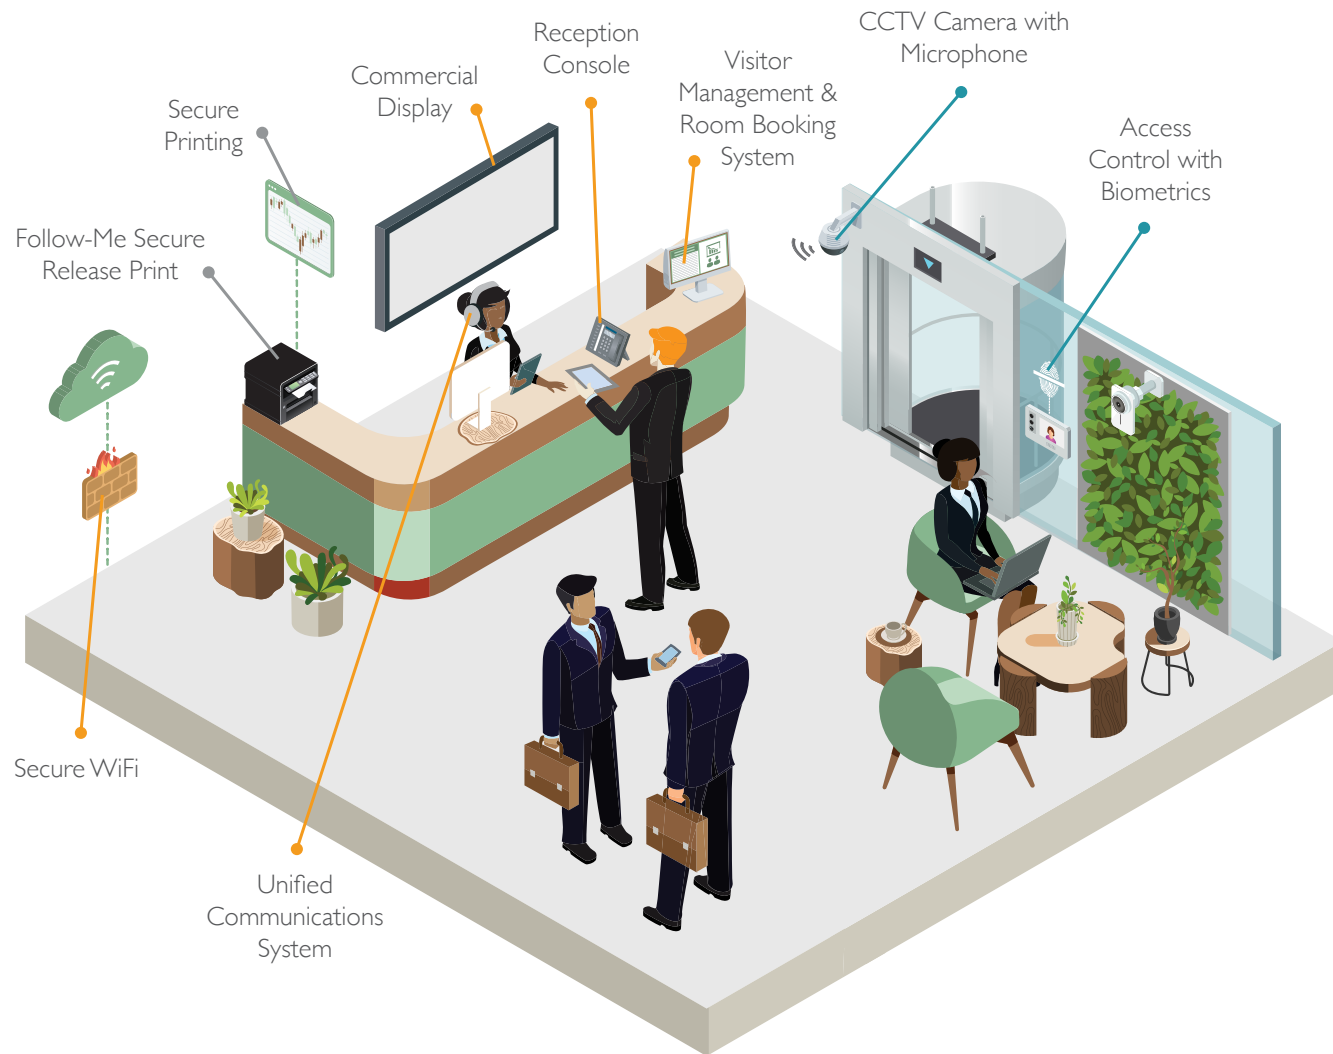 CCTV Camera with
Microphone
Reception
Console
Visitor
Management &
Room Booking
System
Commercial
Display
Secure
Printing
Access
Control with
Biometrics
Follow-Me Secure
Release Print
Secure WiFi
Unified
Communications
System